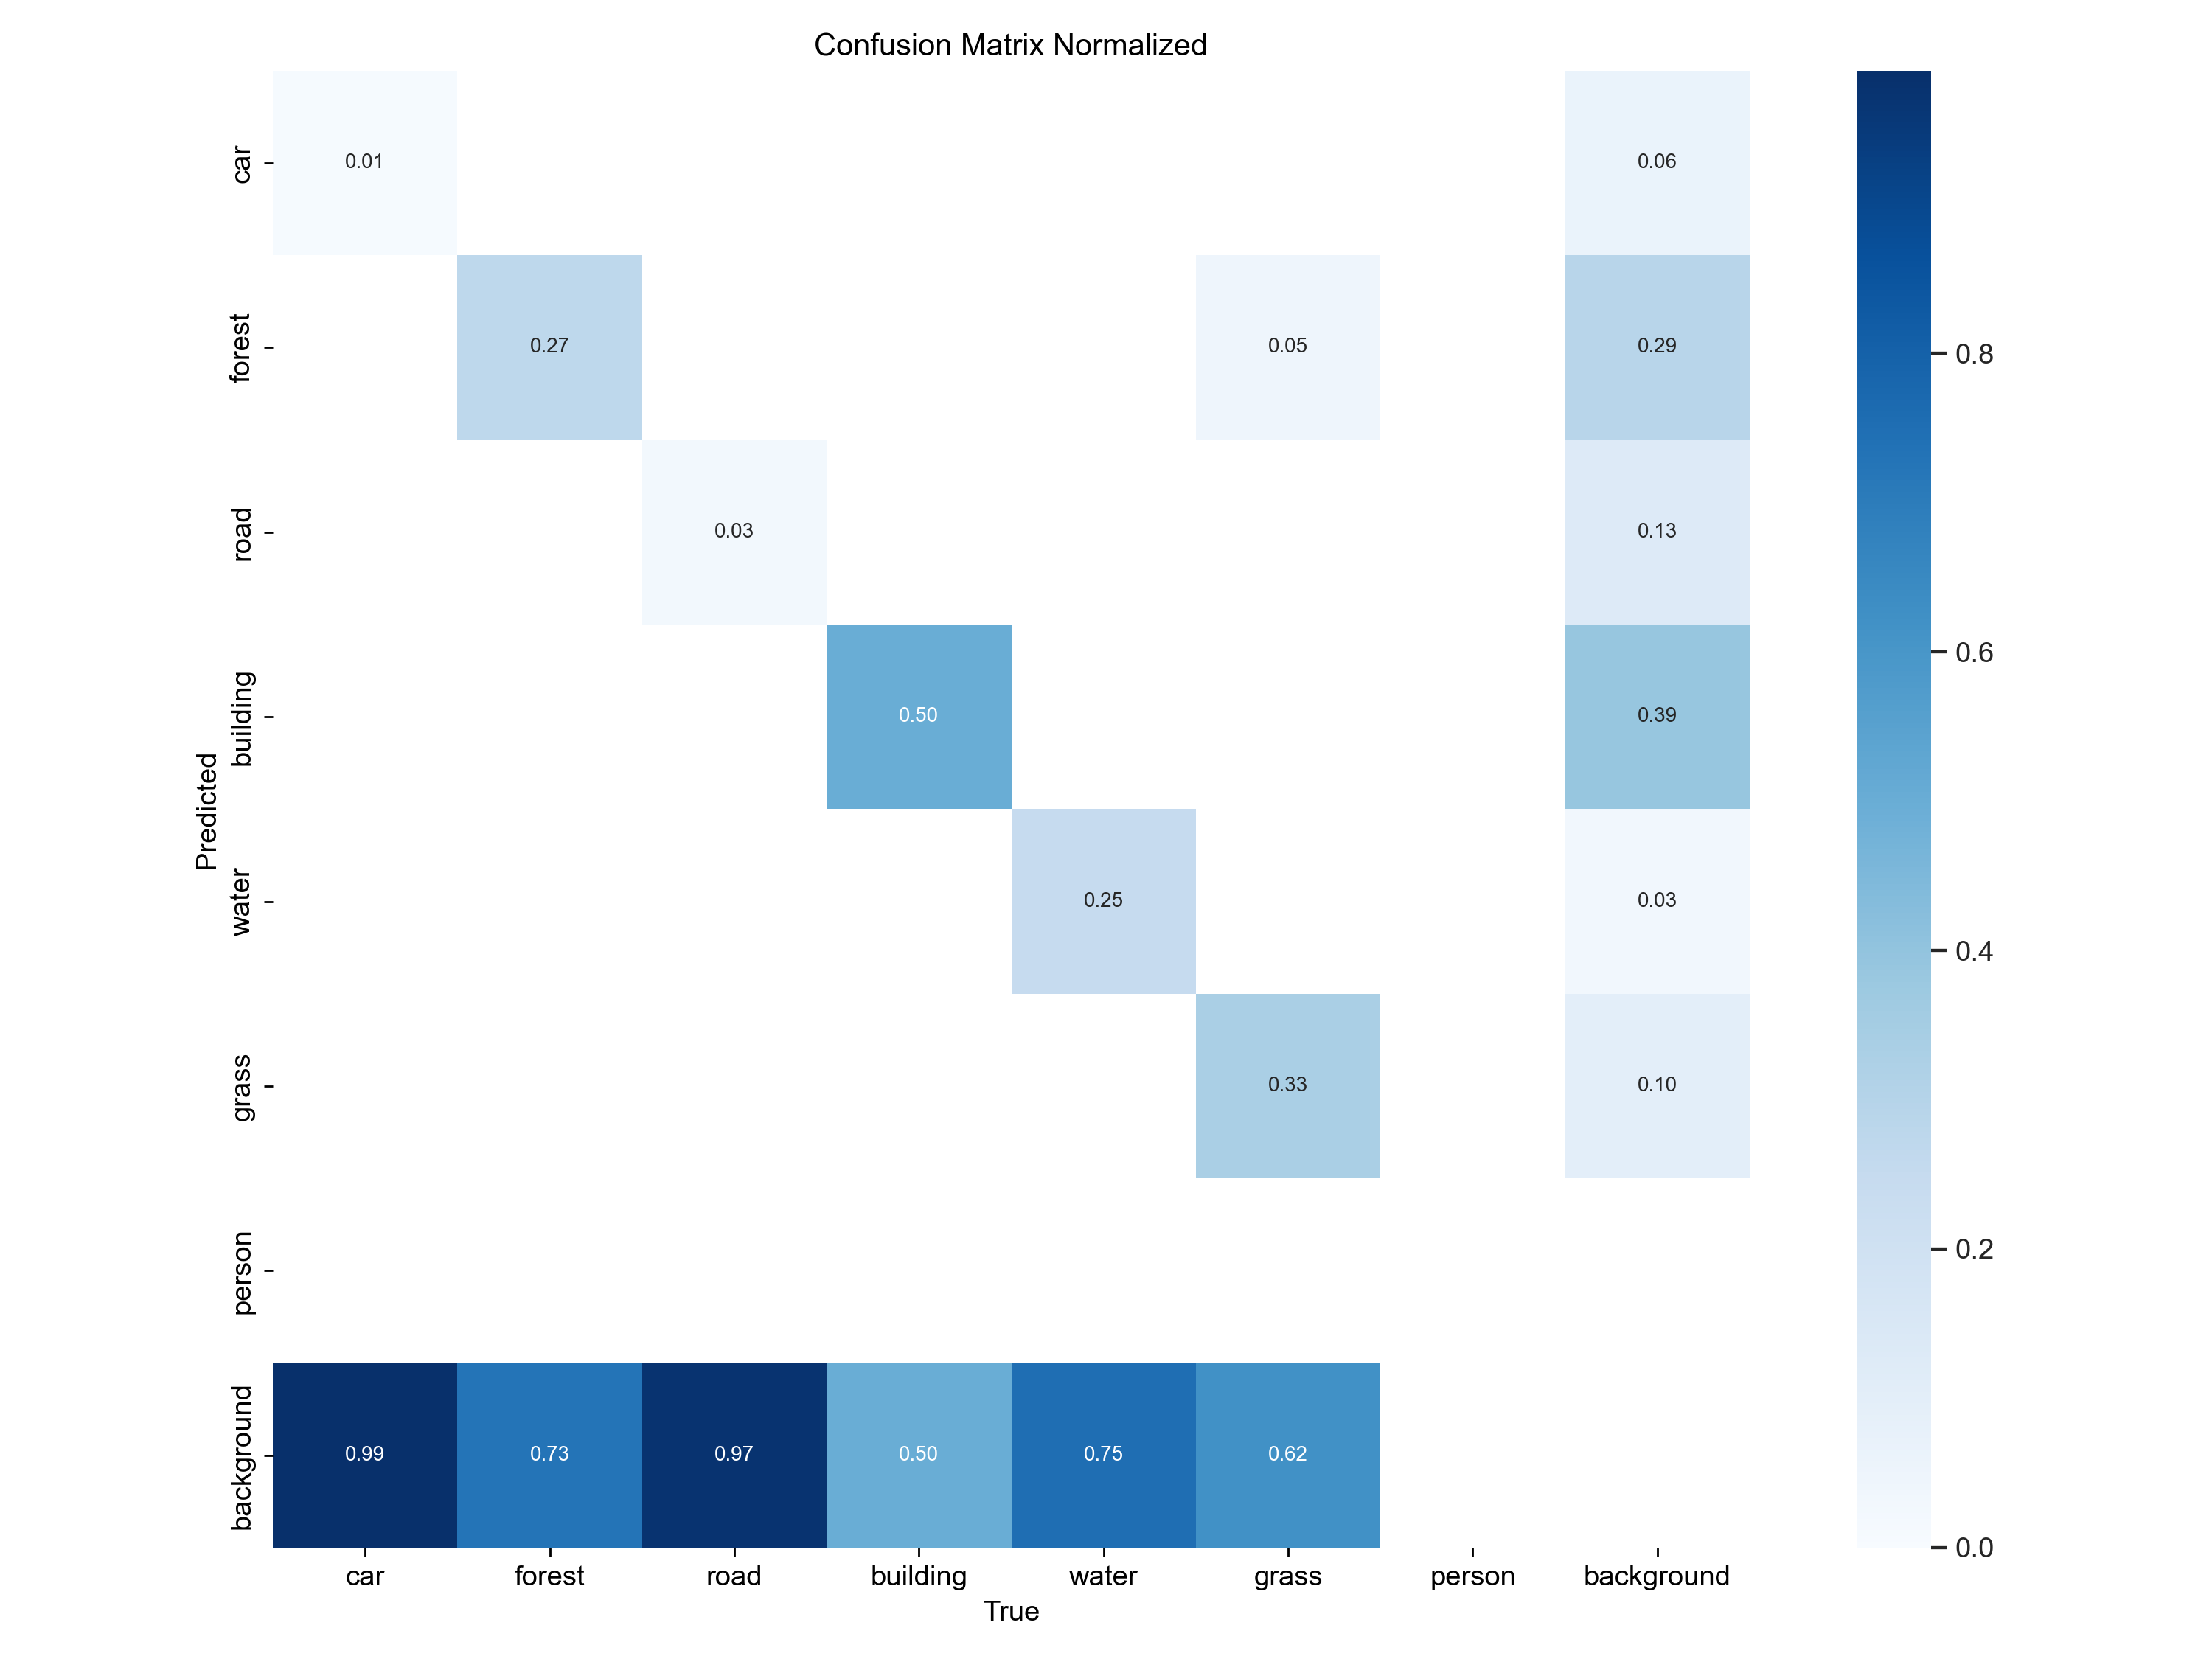 Confusion Matrix Normalized
car
0.01
0.06
forest
0.27
0.05
0.29
0.8
road
0.03
0.13
building
0.50
0.39
0.6
Predicted
water
0.25
0.03
0.4
grass
0.33
0.10
person
0.2
background
0.99
0.73
0.97
0.50
0.75
0.62
0.0
car
forest
road
building
water
grass
person
background
True